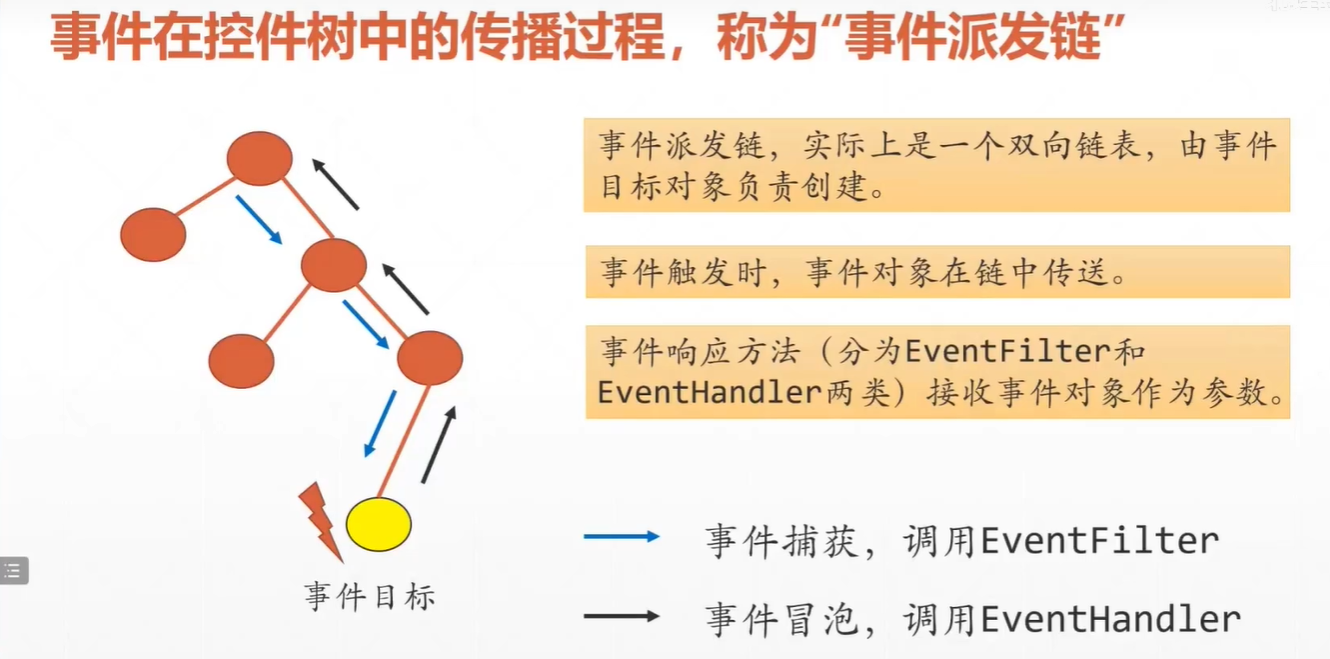 事件在控件树中的传播过程，称为“事件派发链”
事件派发链，实际上是一个双向链表，由事件
目标对象负责创建。
事件触发时，事件对象在链中传送。
事件响应方法（分为EventFilter和
EventHandler两类）接收事件对象作为参数。
事件目标
事件捕获，调用EventFilter
事件冒泡，调用EventHandler